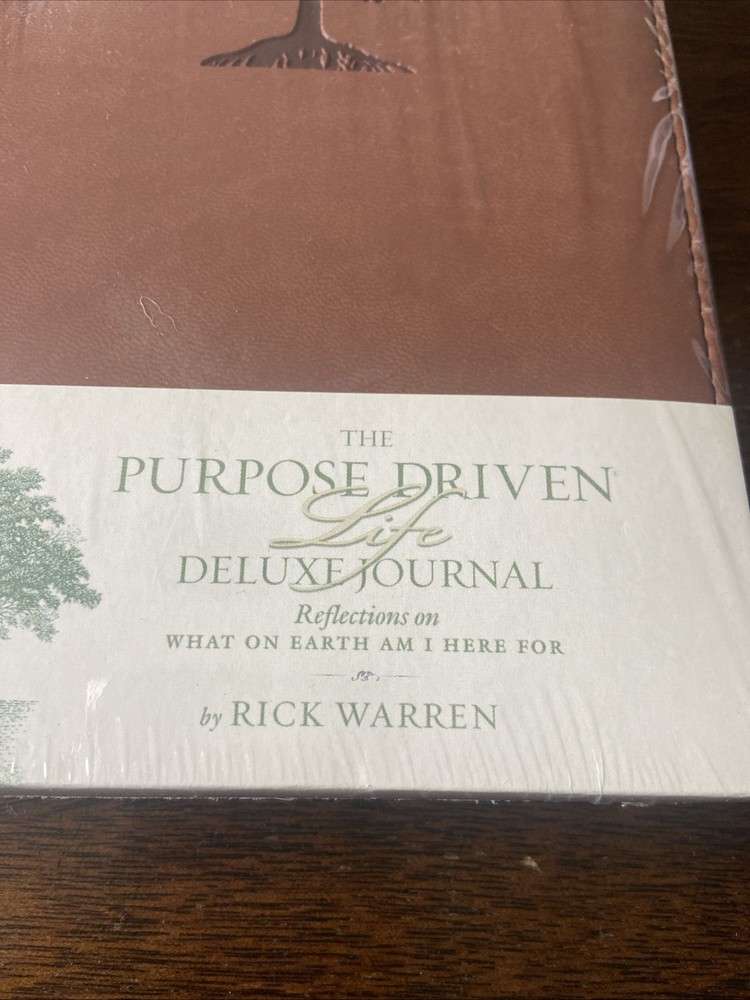 THE
PURPOSE DRIVEN®
Life
DELUXE JOURNAL
Reflections on
WHAT ON EARTH AM I HERE FOR
by RICK WARREN